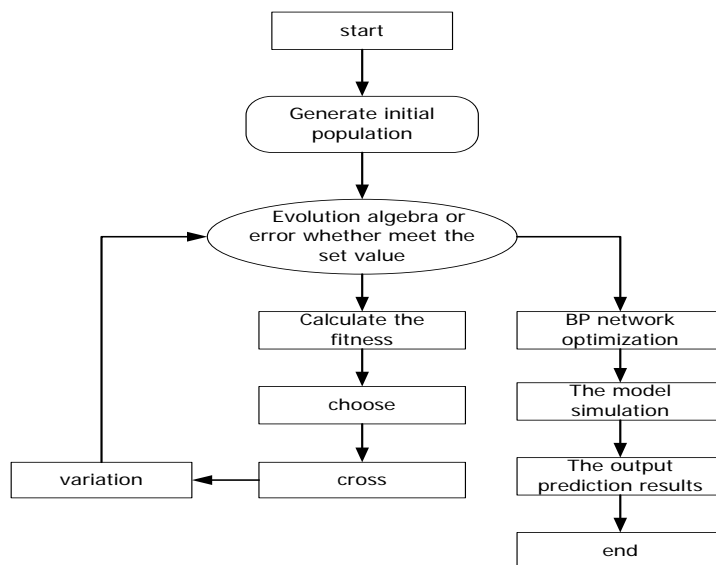 start
Generate initial
population
Evolution algebra or
error whether meet the
set value
Calculate the
fitness
choose
cross
variation
BP network
optimization
The model
simulation
The output
prediction results
end